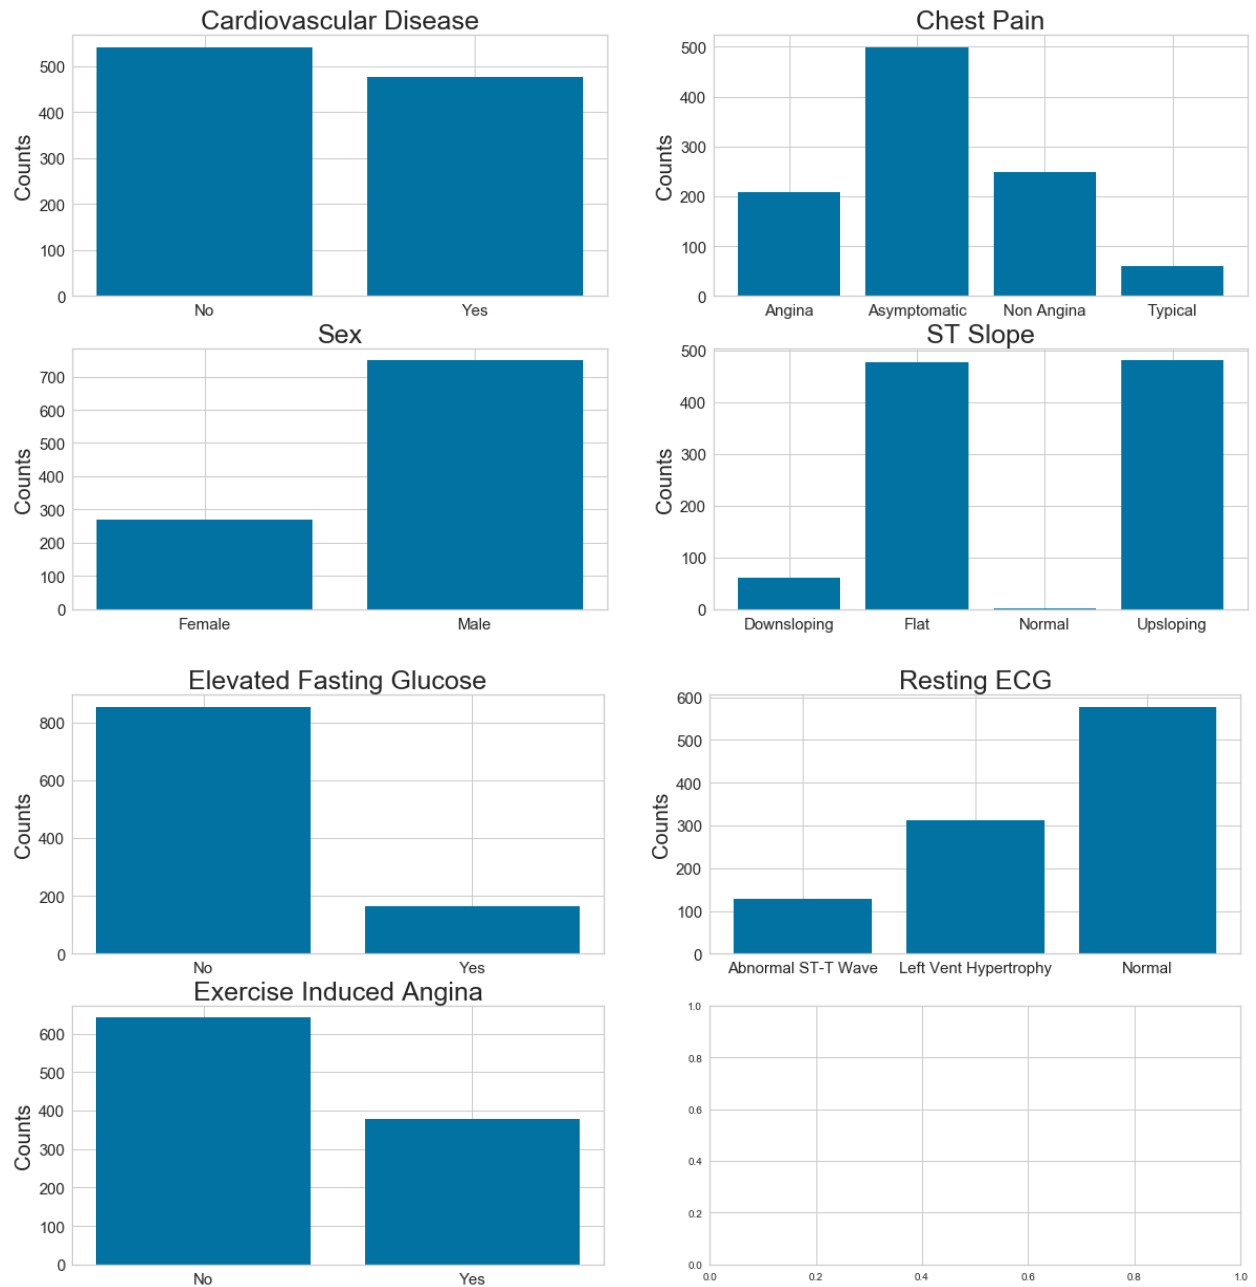 Cardiovascular Disease
Counts
500
400
300
200
100
0
No Yes
Chest Pain
Counts
500
400
300
200
100
0
Angina Asymptomatic Non Angina Typical
Sex
Counts
700
600
500
400
300
200
100
0
Female Male
ST Slope
Counts
500
400
300
200
100
0
Downsloping Flat Normal Upsloping
Elevated Fasting Glucose
Counts
800
600
400
200
0
No Yes
Resting ECG
Counts
600
500
400
300
200
100
0
Abnormal ST-T Wave Left Vent Hypertrophy Normal
Exercise Induced Angina
Counts
600
500
400
300
200
100
0
No Yes
1.0
0.8
0.6
0.4
0.2
0.0
0.0 0.2 0.4 0.6 0.8 1.0